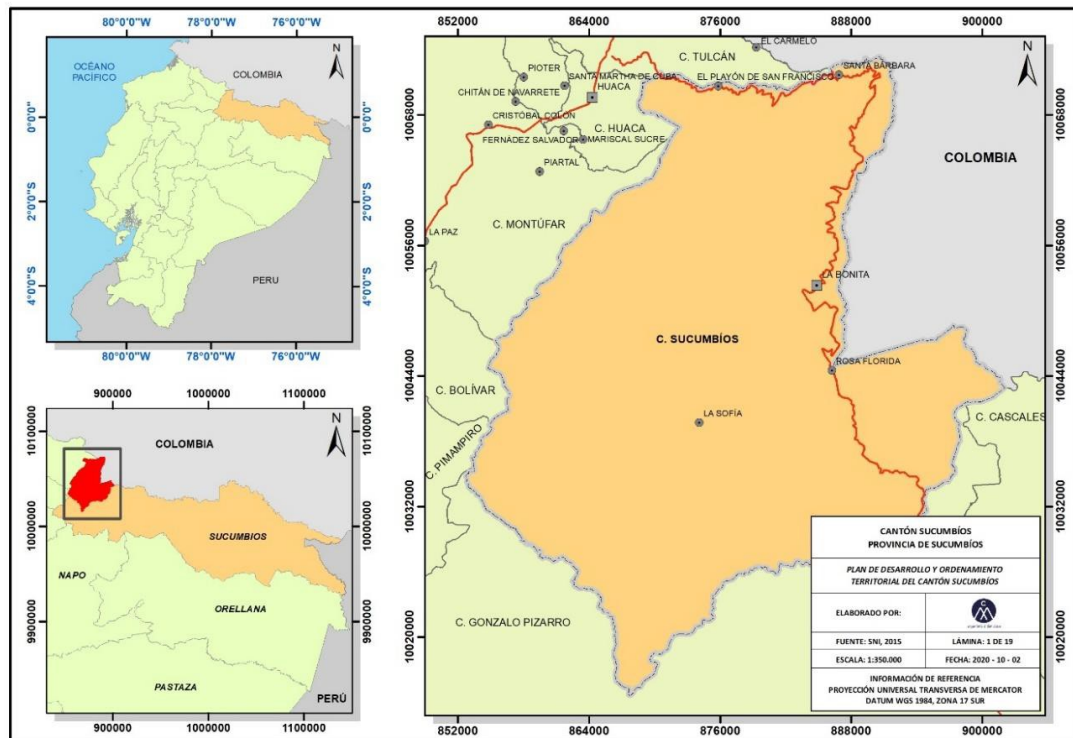 80°0'0"W 78°0'0"W 76°0'0"W
OCÉANO
PACÍFICO
COLOMBIA
N
0°0'0" 0°0'0"
2°0'0"S 2°0'0"S
4°0'0"S 4°0'0"S
PERU
80°0'0"W 78°0'0"W 76°0'0"W
900000 1000000 1100000
10100000 10100000
COLOMBIA
N
10000000 10000000
SUCUMBIOS
NAPO
ORELLANA
9900000 9900000
PASTAZA
PERÚ
900000 1000000 1100000
852000 864000 876000 888000 900000
EL CARMELO
C. TULCÁN
N
PIOTER
SANTA MARTHA DE CUBA
EL PLAYÓN DE SAN FRANCISCO
SANTA BÁRBARA
CHITÁN DE NAVARRETE
HUACA
10068000 10068000
CRISTÓBAL COLÓN
C. HUACA
FERNÁDEZ SALVADOR
MARISCAL SUCRE
PIARTAL
COLOMBIA
C. MONTÚFAR
LA PAZ
10056000 10056000
LA BONITA
C. SUCUMBÍOS
ROSA FLORIDA
10044000 10044000
C. BOLÍVAR
LA SOFÍA
C. CASCALES
C. PIMAMPIRO
10032000 10032000
C. GONZALO PIZARRO
10020000 10020000
852000 864000 876000 888000 900000
CANTÓN SUCUMBÍOS
PROVINCIA DE SUCUMBÍOS
PLAN DE DESARROLLO Y ORDENAMIENTO
TERRITORIAL DEL CANTÓN SUCUMBÍOS
ELABORADO POR:
FUENTE: SNI, 2015 LÁMINA: 1 DE 19
ESCALA: 1:350.000 FECHA: 2020 - 10 - 02
INFORMACIÓN DE REFERENCIA
PROYECCIÓN UNIVERSAL TRANSVERSA DE MERCATOR
DATUM WGS 1984, ZONA 17 SUR